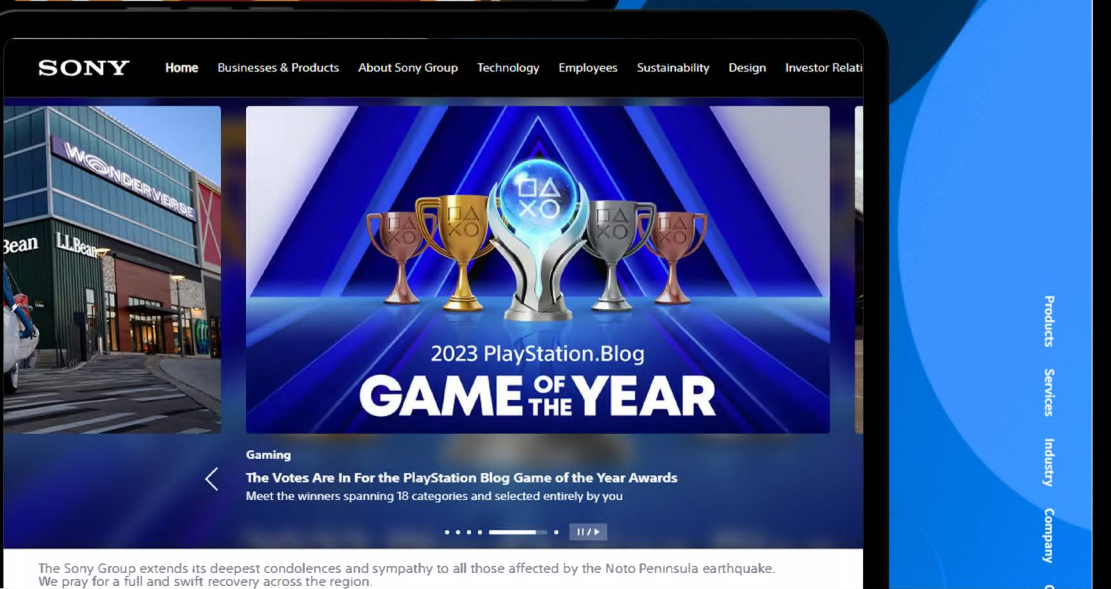 SONY
Home Businesses & Products About Sony Group Technology Employees Sustainability Design Investor Relati
WONDERVERSE
Bean L.L.Bean
2023 PlayStation.Blog
GAME OF THE YEAR
Gaming
The Votes Are In For the PlayStation Blog Game of the Year Awards
Meet the winners spanning 18 categories and selected entirely by you
The Sony Group extends its deepest condolences and sympathy to all those affected by the Noto Peninsula earthquake.
We pray for a full and swift recovery across the region.
Products Services Industry Company